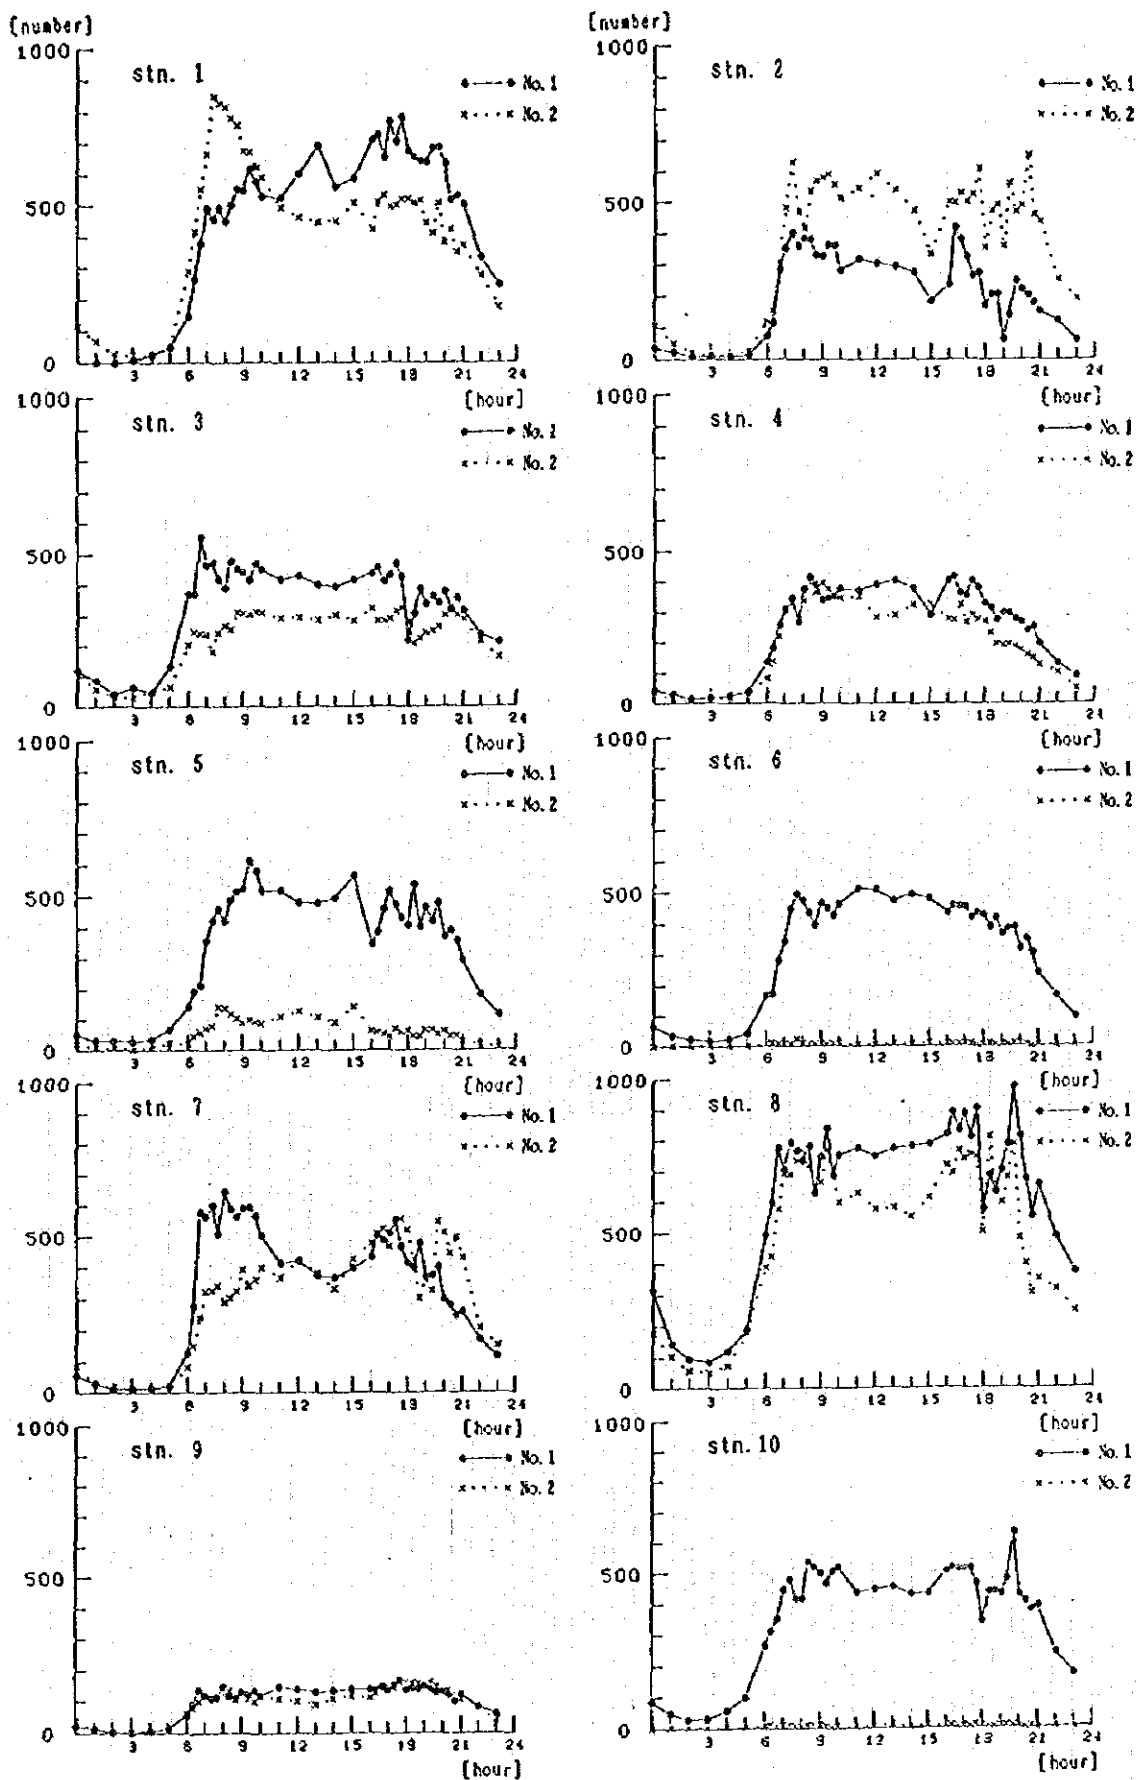 [number]
1000
stn. 1
No.1
No.2
500
0
3 6 9 12 15 18 21 24
[hour]
[number]
1000
stn. 2
No.1
No.2
500
0
3 6 9 12 15 18 21 24
[hour]
1000
stn. 3
No.1
No.2
500
0
3 6 9 12 15 18 21 24
[hour]
1000
stn. 4
No.1
No.2
500
0
3 6 9 12 15 18 21 24
[hour]
1000
stn. 5
No.1
No.2
500
0
3 6 9 12 15 18 21 24
[hour]
1000
stn. 6
No.1
No.2
500
0
3 6 9 12 15 18 21 24
[hour]
1000
stn. 7
No.1
No.2
500
0
3 6 9 12 15 18 21 24
[hour]
1000
stn. 8
No.1
No.2
500
0
3 6 9 12 15 18 21 24
[hour]
1000
stn. 9
No.1
No.2
500
0
3 6 9 12 15 18 21 24
[hour]
1000
stn. 10
No.1
No.2
500
0
3 6 9 12 15 18 21 24
[hour]